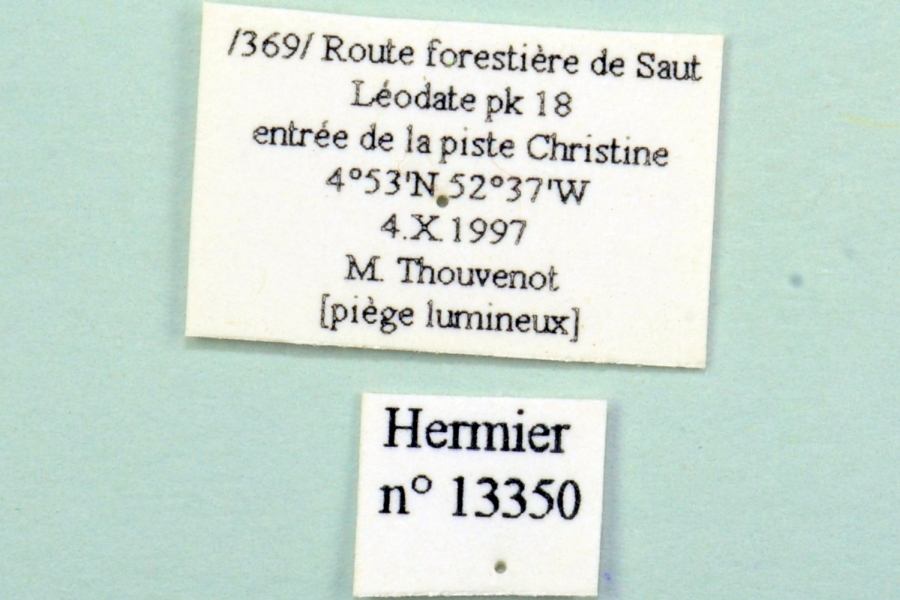 /369/ Route forestière de Saut
Léodate pk 18
entrée de la piste Christine
4°53'N 52°37'W
4.X.1997
M. Thouvenot
[piège lumineux]
Hermier
n° 13350